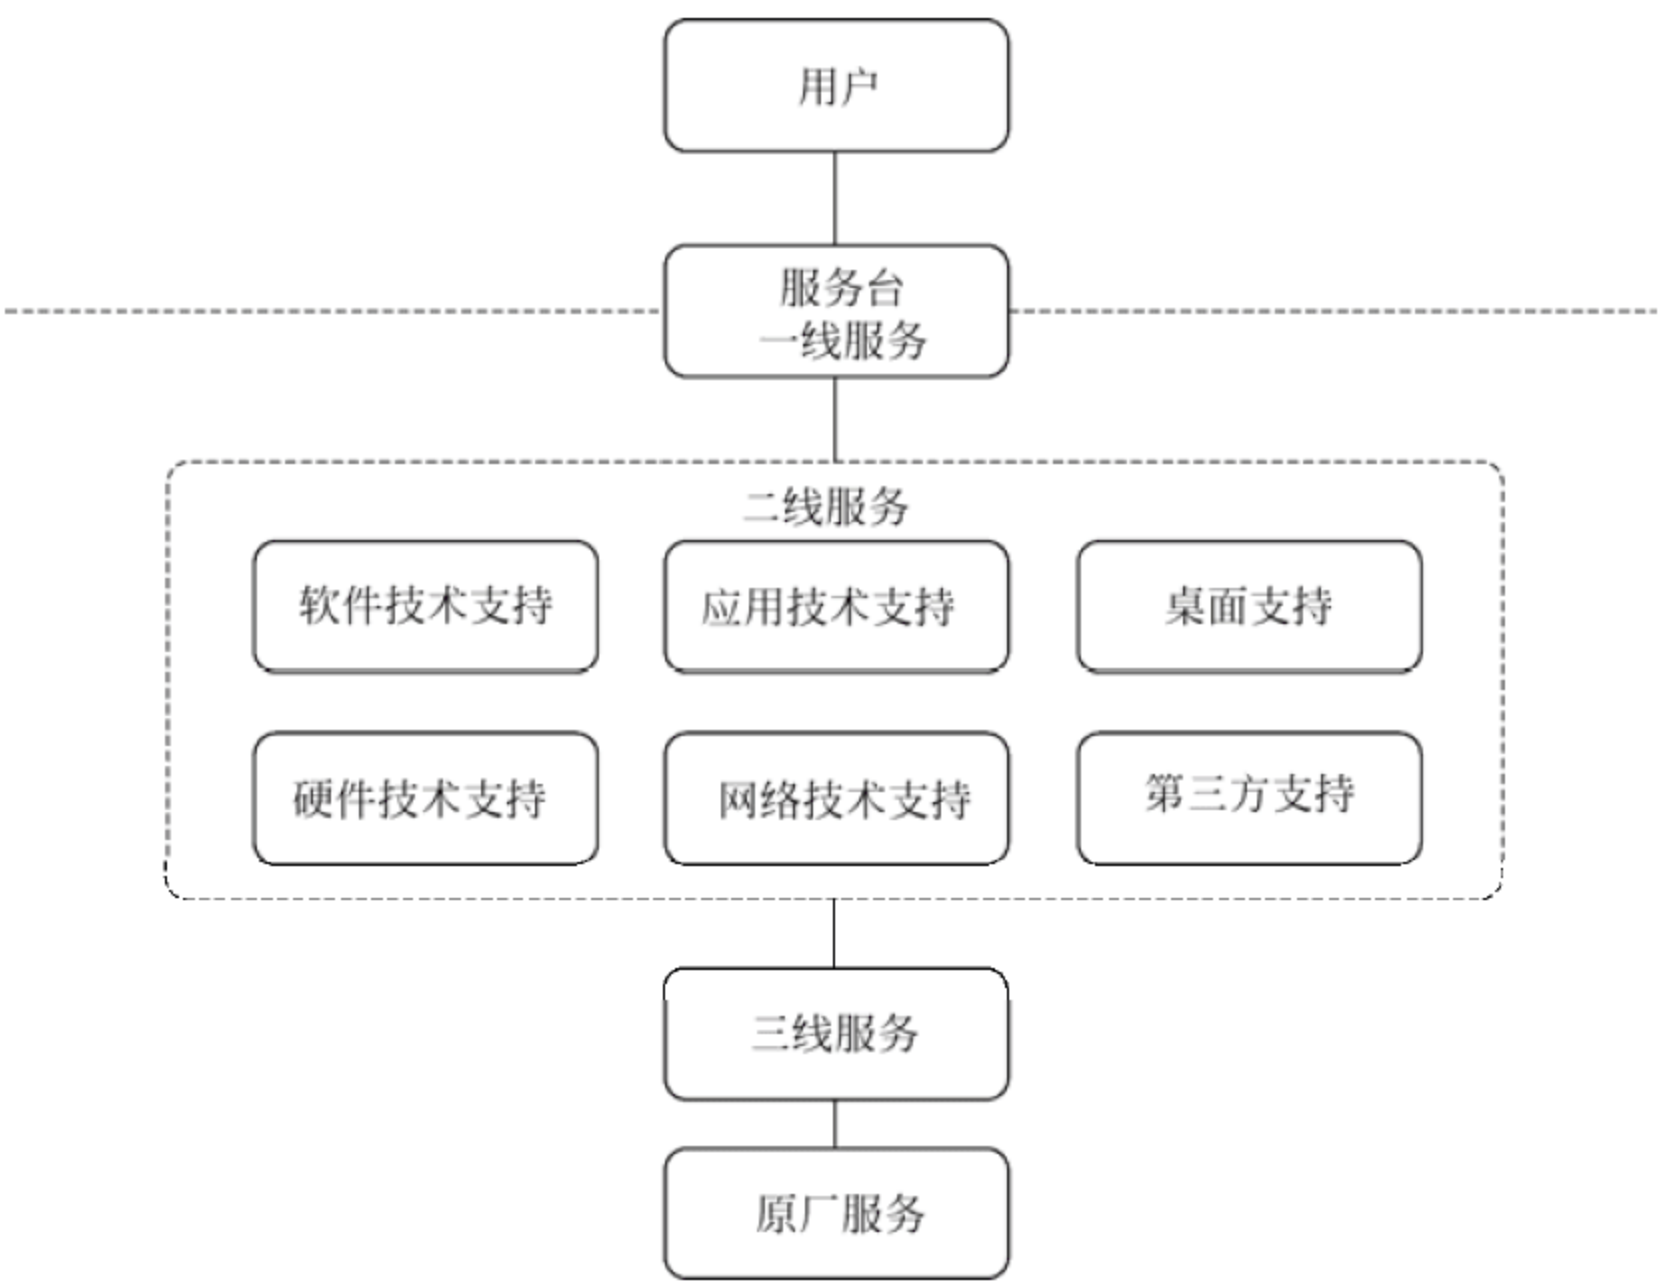 用户
服务台
一线服务
二线服务
软件技术支持
应用技术支持
桌面支持
硬件技术支持
网络技术支持
第三方支持
三线服务
原厂服务